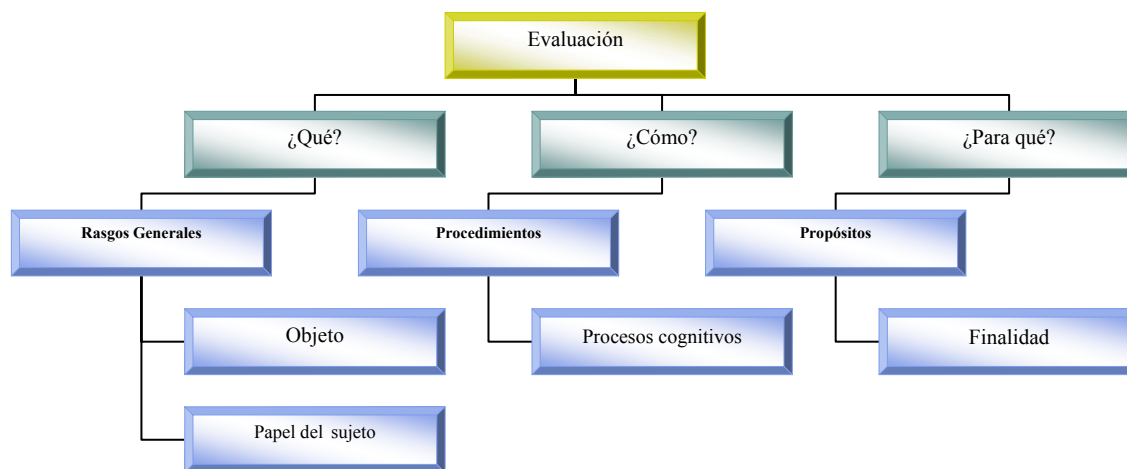 Evaluación
¿Qué?
¿Cómo?
¿Para qué?
Rasgos Generales
Procedimientos
Propósitos
Objeto
Procesos cognitivos
Finalidad
Papel del sujeto